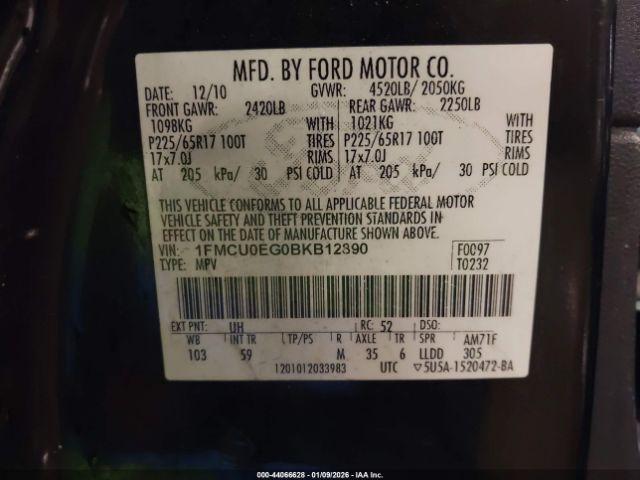 MFD. BY FORD MOTOR CO.
DATE: 12/10 GVWR: 4520LB/ 2050KG
FRONT GAWR: 2420LB REAR GAWR: 2250LB
1098KG WITH 1021KG WITH
P225/65R17 100T TIRES P225/65R17 100T TIRES
17x7.0J RIMS 17x7.0J RIMS
AT 205 kPa/ 30 PSI COLD AT 205 kPa/ 30 PSI COLD
THIS VEHICLE CONFORMS TO ALL APPLICABLE FEDERAL MOTOR
VEHICLE SAFETY AND THEFT PREVENTION STANDARDS IN
EFFECT ON THE DATE OF MANUFACTURE SHOWN ABOVE.
VIN: 1FMCU0EG0BKB12390 F0097
TYPE: MPV T0232
EXT PNT: UH RC: 52 DSO:
WB INT TR TP/PS R AXLE TR SPR AM71F
103 59 M 35 6 LLDD 305
1201012033983 UTC ▽5U5A-1520472-BA
000-44066628 - 01/09/2026 - IAA Inc.